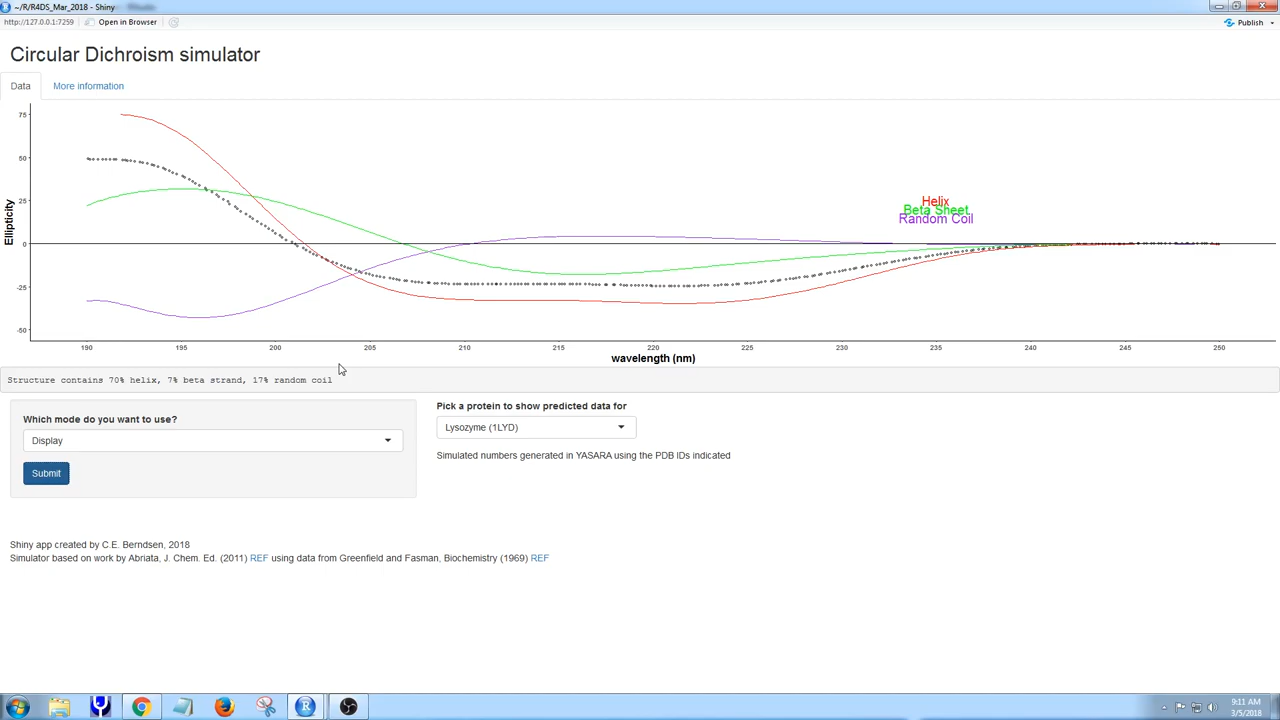 ~/R/R4DS_Mar_2018 - Shiny
http://127.0.0.1:7259
Open in Browser
Publish
Circular Dichroism simulator
Data
More information
75
50
25
0
-25
-50
Ellipticity
Helix
Beta Sheet
Random Coil
190
195
200
205
210
215
220
225
230
235
240
245
250
wavelength (nm)
Structure contains 70% helix, 7% beta strand, 17% random coil
Which mode do you want to use?
Display
Submit
Pick a protein to show predicted data for
Lysozyme (1LYD)
Simulated numbers generated in YASARA using the PDB IDs indicated
Shiny app created by C.E. Berndsen, 2018
Simulator based on work by Abriata, J. Chem. Ed. (2011) REF using data from Greenfield and Fasman, Biochemistry (1969) REF
9:11 AM
3/5/2018